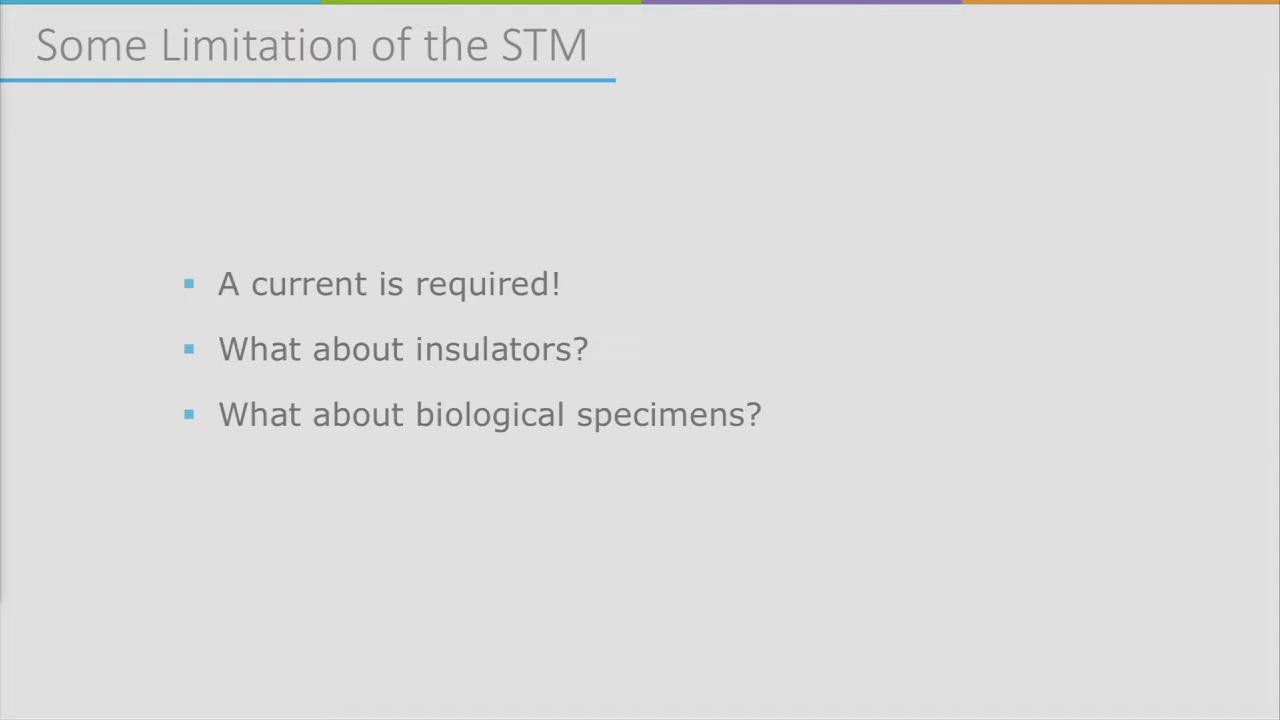 Some Limitation of the STM
A current is required!
What about insulators?
What about biological specimens?